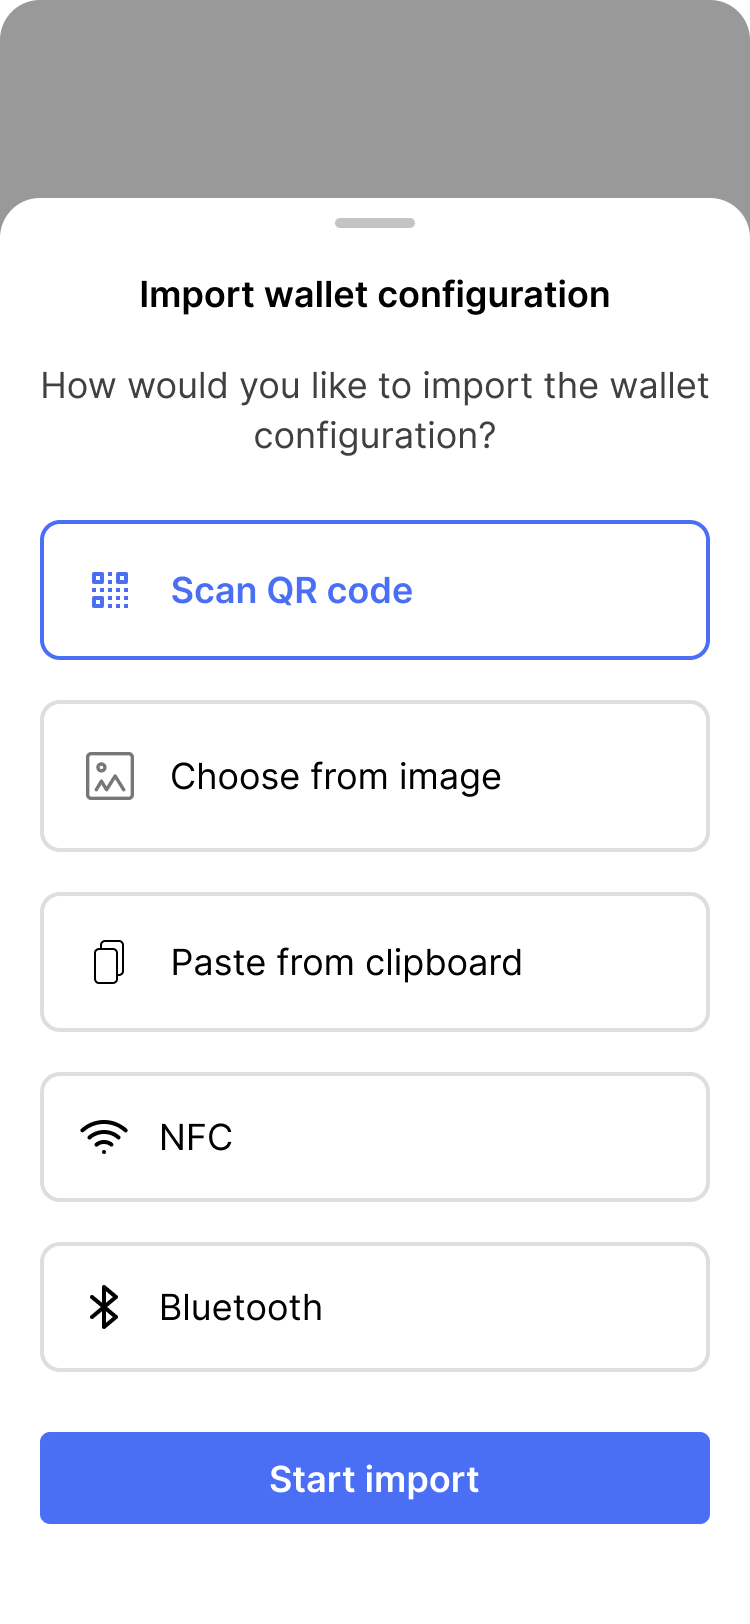 Import wallet configuration
How would you like to import the wallet
configuration?
Scan QR code
Choose from image
Paste from clipboard
NFC
Bluetooth
Start import